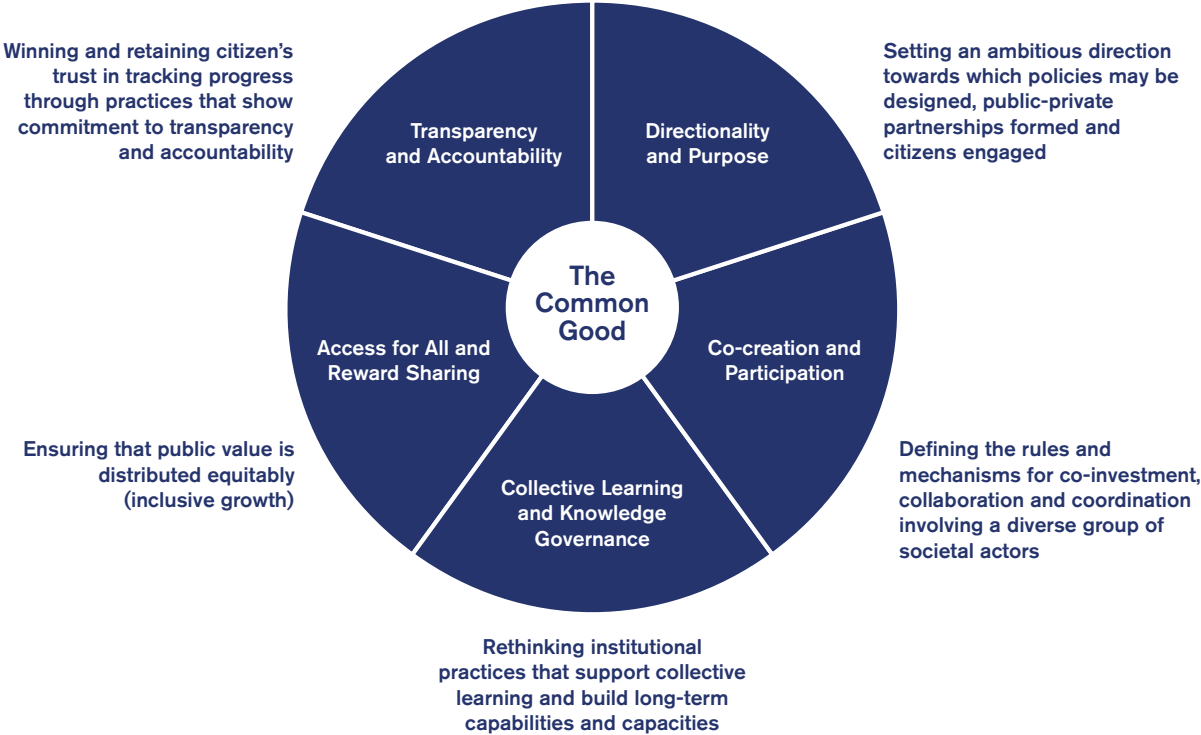 Winning and retaining citizen’s
trust in tracking progress
through practices that show
commitment to transparency
and accountability
Transparency
and Accountability
Directionality
and Purpose
Setting an ambitious direction
towards which policies may be
designed, public-private
partnerships formed and
citizens engaged
The
Common
Good
Access for All and
Reward Sharing
Co-creation and
Participation
Ensuring that public value is
distributed equitably
(inclusive growth)
Collective Learning
and Knowledge
Governance
Defining the rules and
mechanisms for co-investment,
collaboration and coordination
involving a diverse group of
societal actors
Rethinking institutional
practices that support collective
learning and build long-term
capabilities and capacities